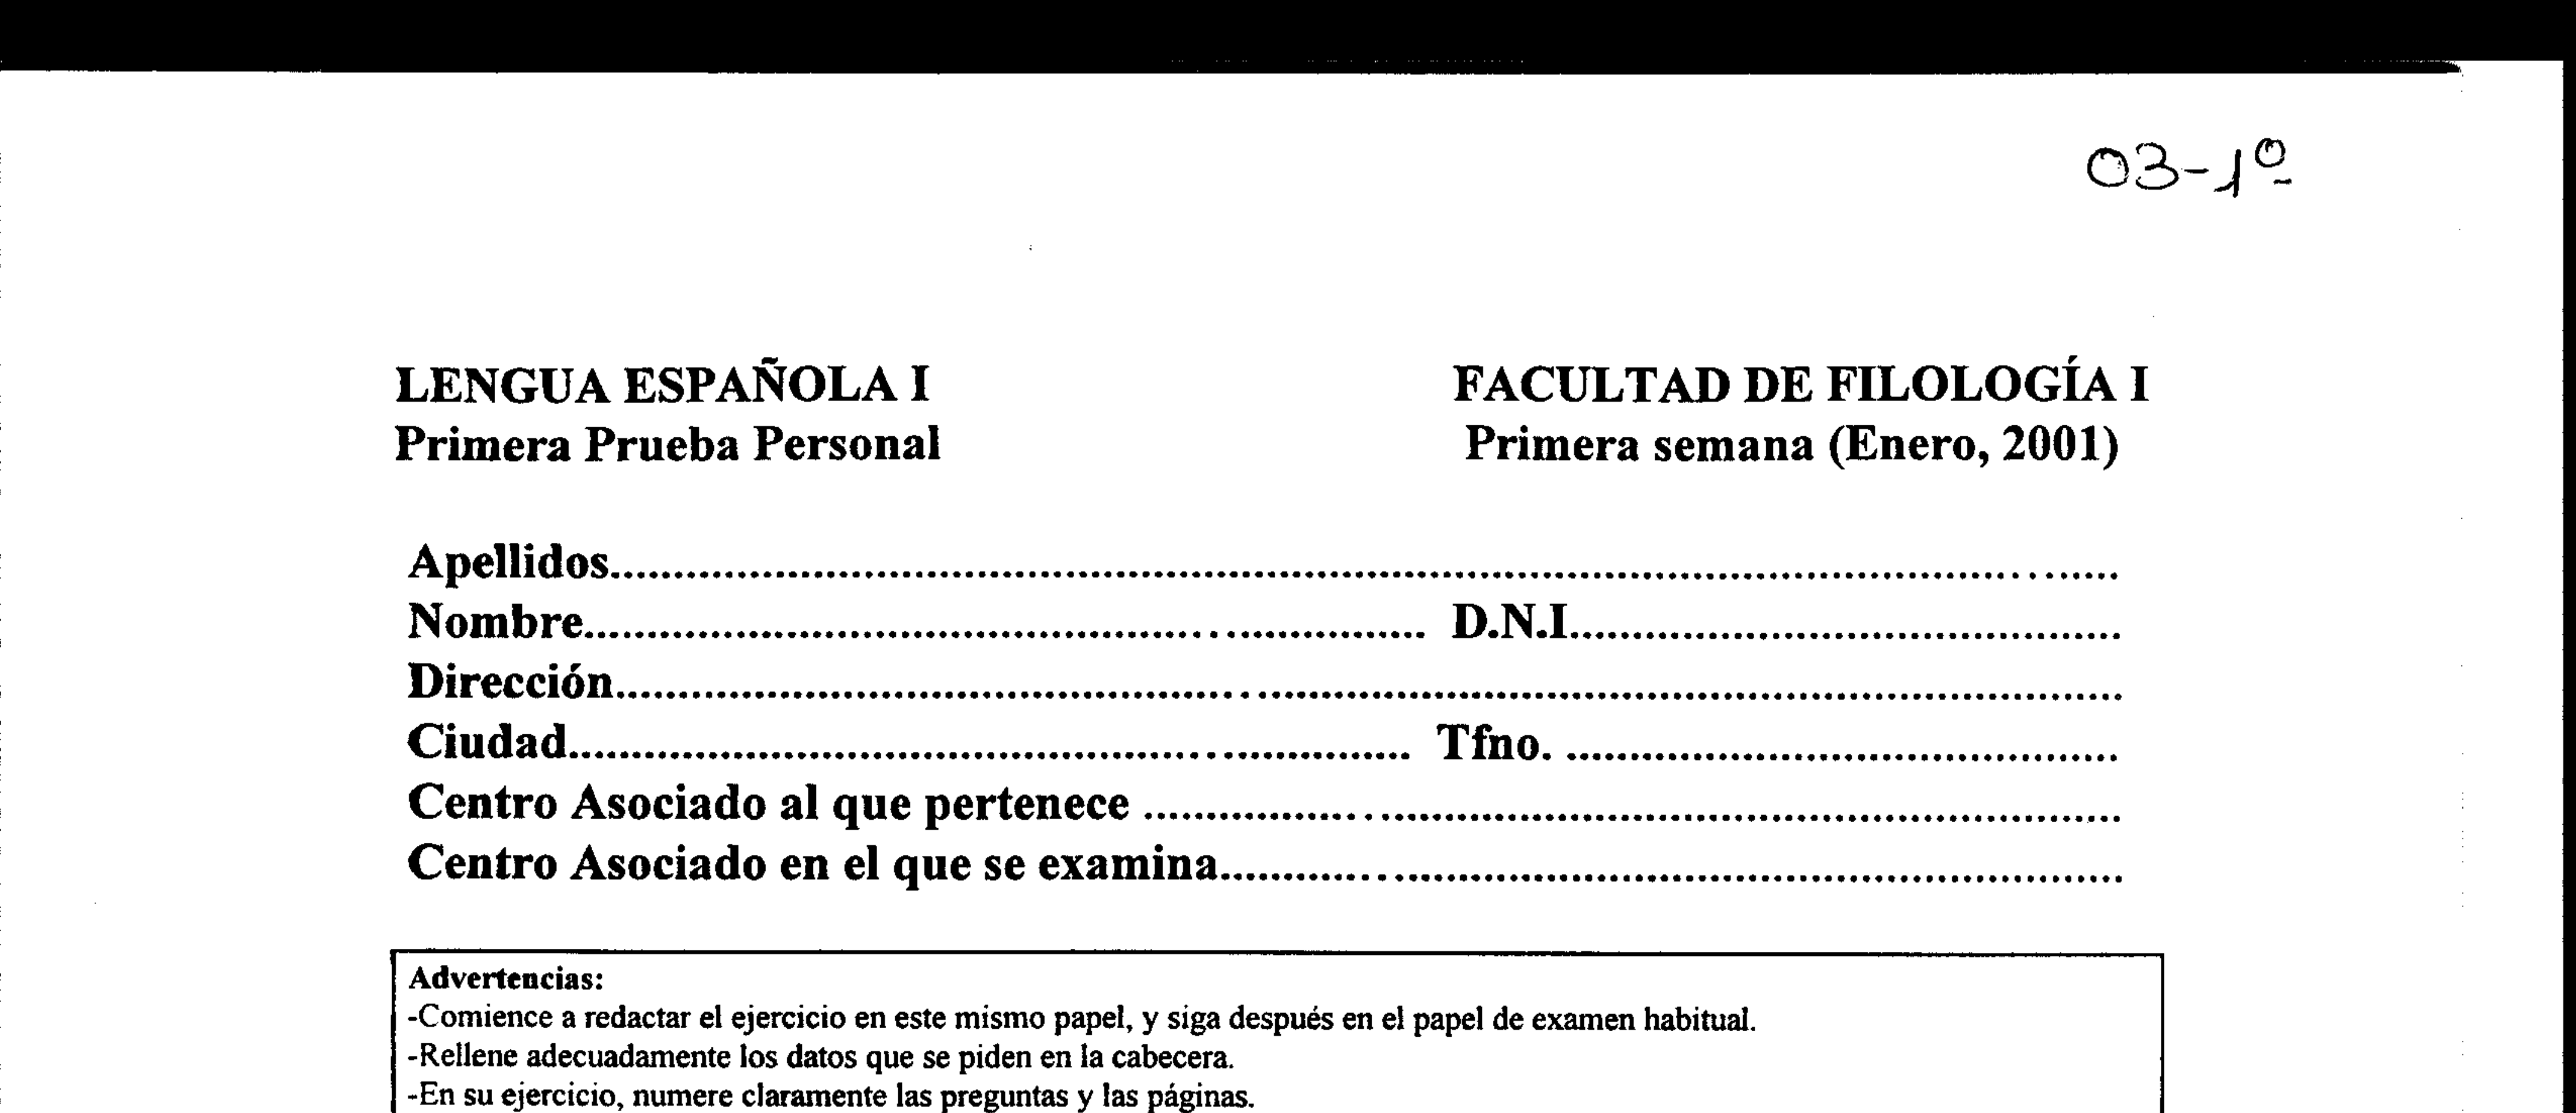 03-1º
LENGUA ESPAÑOLA I FACULTAD DE FILOLOGÍA I
Primera Prueba Personal Primera semana (Enero, 2001)
Apellidos
Nombre D.N.I.
Dirección
Ciudad Tfno.
Centro Asociado al que pertenece
Centro Asociado en el que se examina
Advertencias:
-Comience a redactar el ejercicio en este mismo papel, y siga después en el papel de examen habitual.
-Rellene adecuadamente los datos que se piden en la cabecera.
-En su ejercicio, numere claramente las preguntas y las páginas.